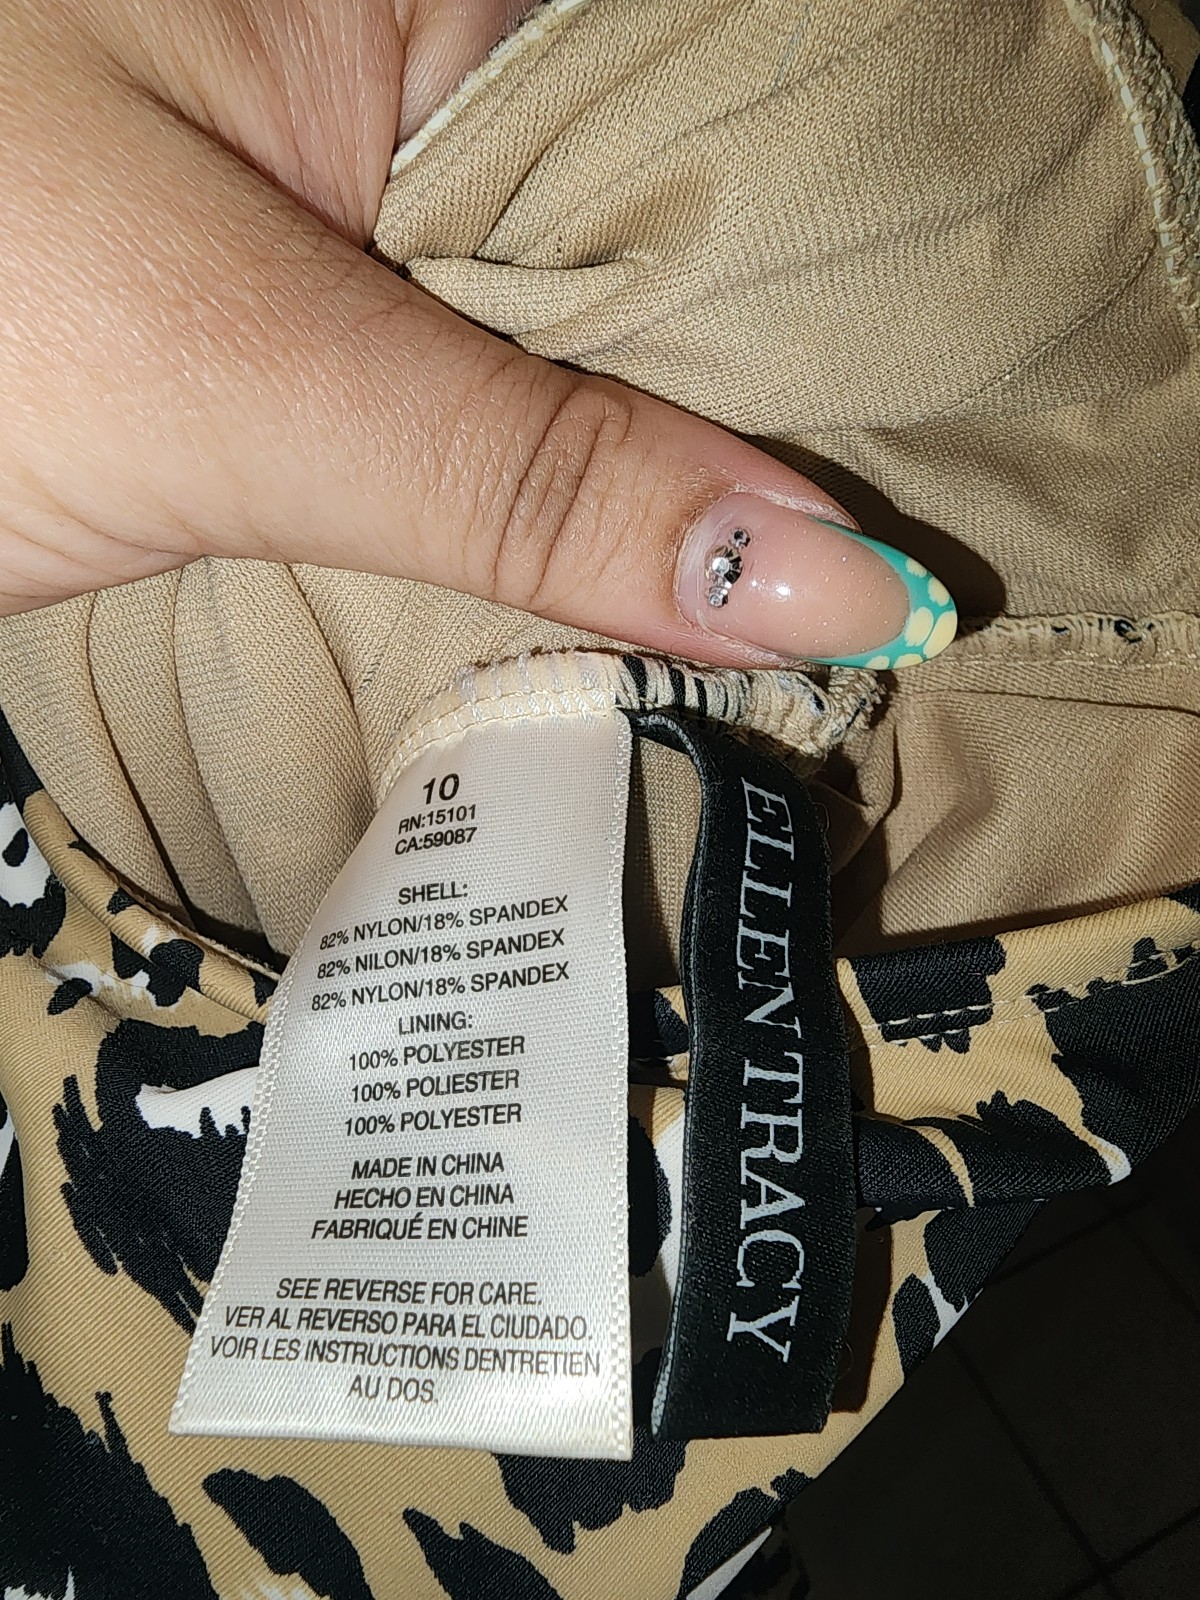 10
RN:15101
CA:59087
SHELL:
82% NYLON/18% SPANDEX
82% NILON/18% SPANDEX
82% NYLON/18% SPANDEX
LINING:
100% POLYESTER
100% POLIESTER
100% POLYESTER
MADE IN CHINA
HECHO EN CHINA
FABRIQUÉ EN CHINE
SEE REVERSE FOR CARE.
VER AL REVERSO PARA EL CIUDADO.
VOIR LES INSTRUCTIONS DENTRETIEN
AU DOS.
ELLEN TRACY